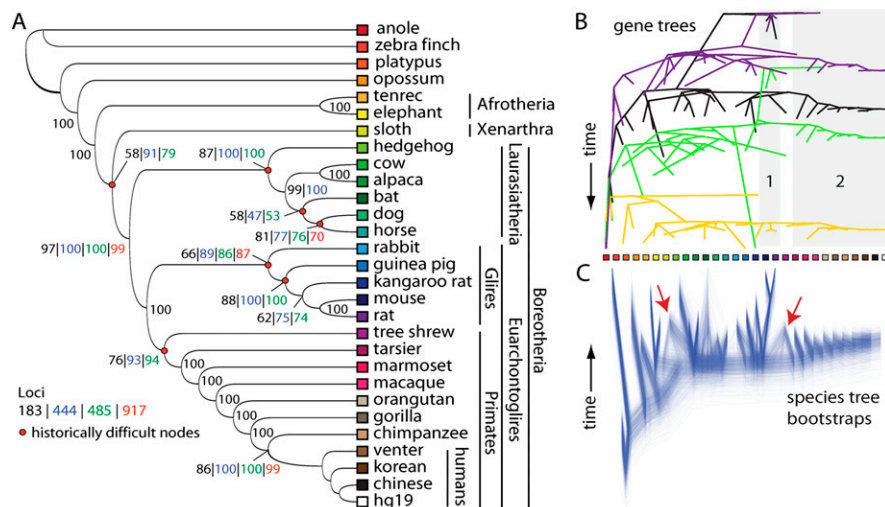 A
anole
zebra finch
platypus
opossum
tenrec
elephant
100
Afrotheria
100
sloth
Xenarthra
100
58|91|79
87|100|100
hedgehog
cow
alpaca
100
99|100
bat
58|47|53
dog
horse
81|77|76|70
Laurasiatheria
97|100|100|99
66|89|86|87
rabbit
guinea pig
kangaroo rat
88|100|100
mouse
62|75|74
rat
Glires
tree shrew
76|93|94
tarsier
100
marmoset
100
macaque
100
orangutan
100
gorilla
100
chimpanzee
100
venter
86|100|100|99
korean
chinese
hg19
humans
Primates
Euarchontoglires
Boreotheria
Loci
183 | 444 | 485 | 917
historically difficult nodes
B
gene trees
time
1
2
C
time
species tree
bootstraps